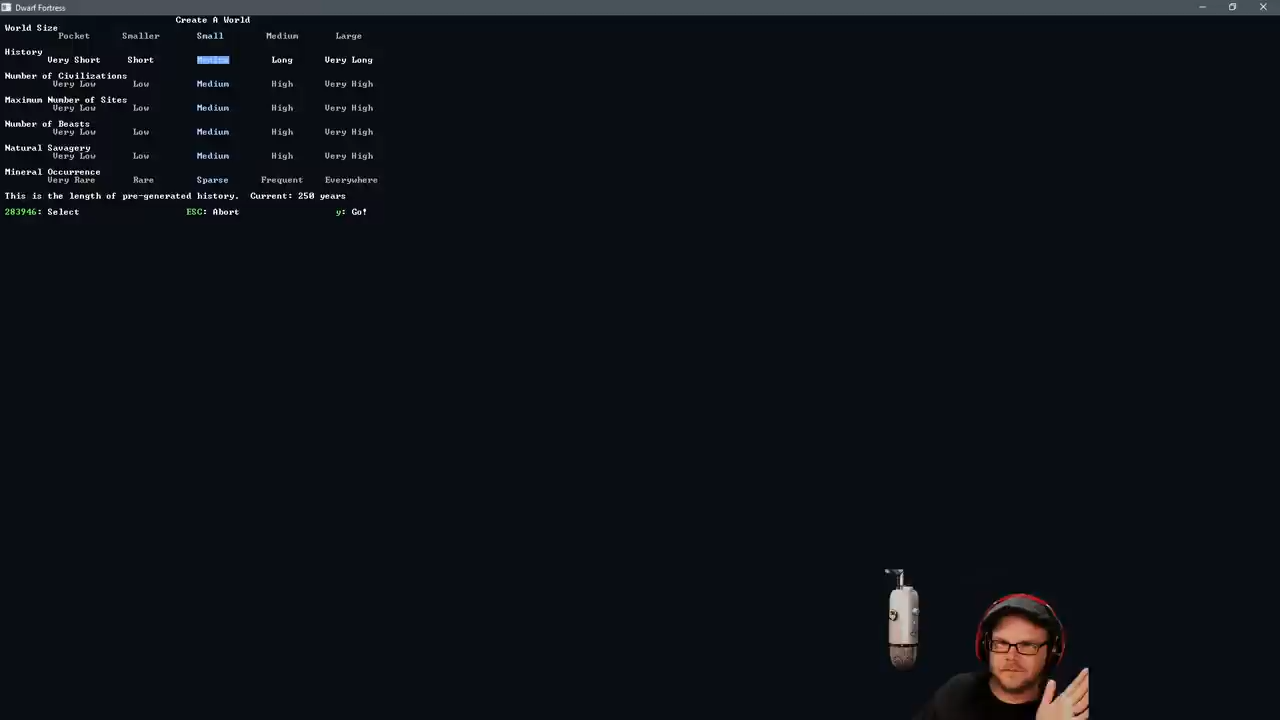 Dwarf Fortress
Create A World
World Size
Pocket Smaller Small Medium Large
History
Very Short Short Medium Long Very Long
Number of Civilizations
Very Low Low Medium High Very High
Maximum Number of Sites
Very Low Low Medium High Very High
Number of Beasts
Very Low Low Medium High Very High
Natural Savagery
Very Low Low Medium High Very High
Mineral Occurrence
Very Rare Rare Sparse Frequent Everywhere
This is the length of pre-generated history. Current: 250 years
283946: Select ESC: Abort y: Go!